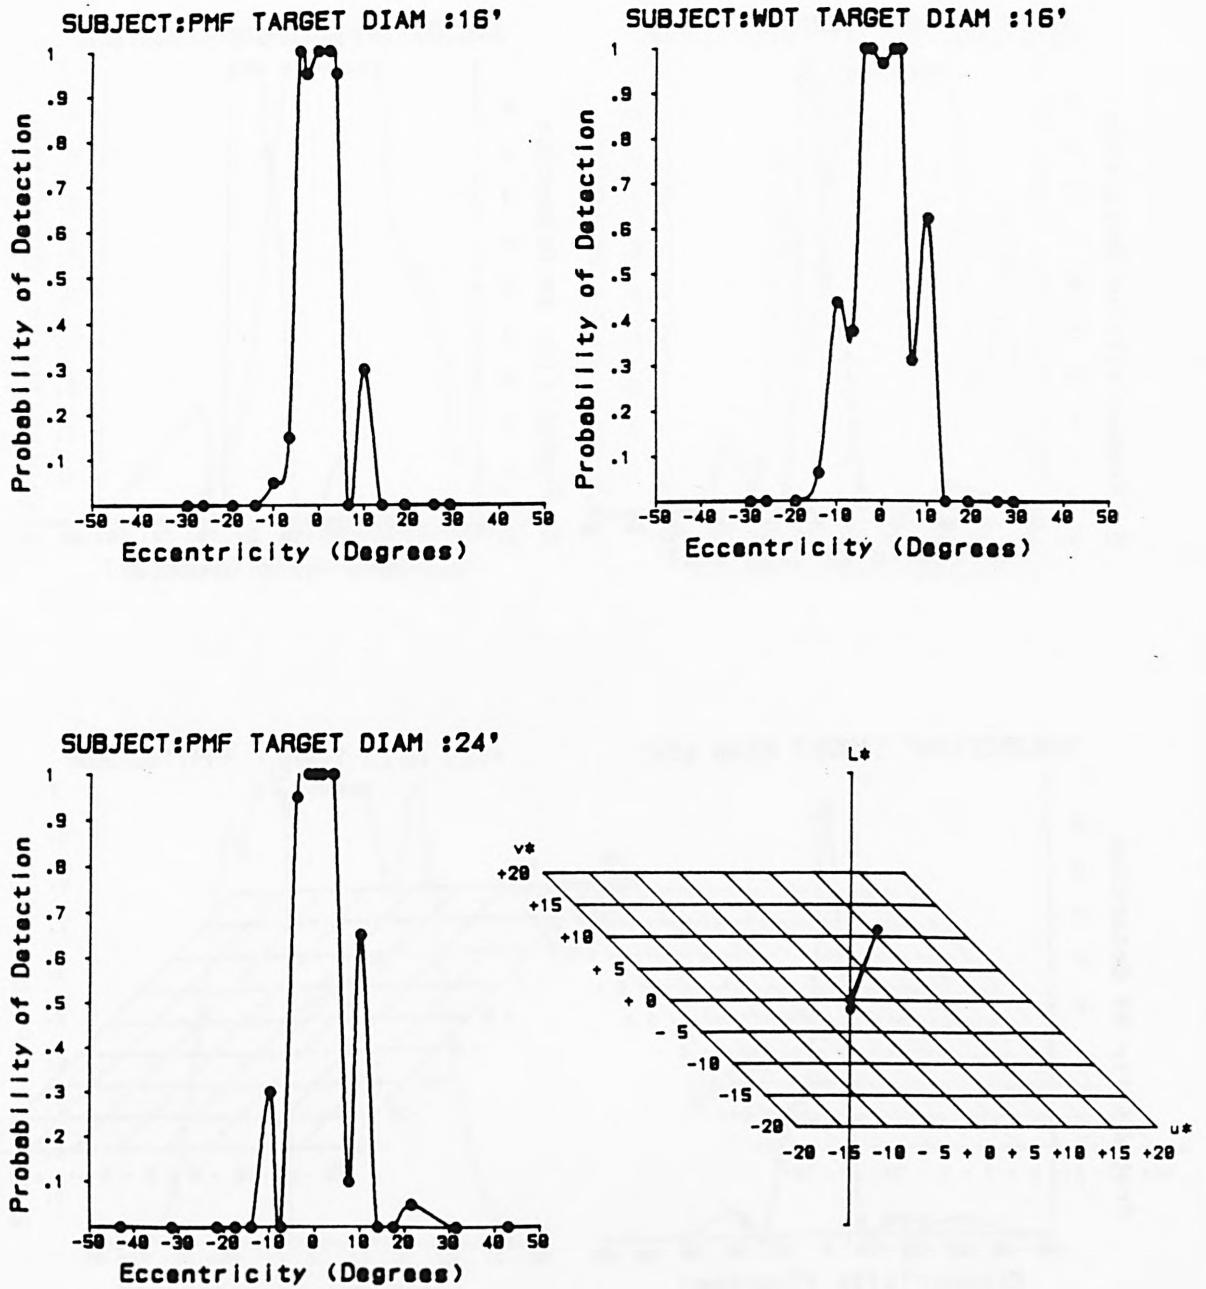 SUBJECT:PMF TARGET DIAM :16'
1
.9
.8
.7
.6
.5
.4
.3
.2
.1
Probability of Detection
-50 -40 -30 -20 -10 0 10 20 30 40 50
Eccentricity (Degrees)
SUBJECT:WDT TARGET DIAM :16'
1
.9
.8
.7
.6
.5
.4
.3
.2
.1
Probability of Detection
-50 -40 -30 -20 -10 0 10 20 30 40 50
Eccentricity (Degrees)
SUBJECT:PMF TARGET DIAM :24'
1
.9
.8
.7
.6
.5
.4
.3
.2
.1
Probability of Detection
-50 -40 -30 -20 -10 0 10 20 30 40 50
Eccentricity (Degrees)
L*
v*
+20
+15
+10
+ 5
+ 0
- 5
-10
-15
-20
u*
-20 -15 -10 - 5 + 0 + 5 +10 +15 +20